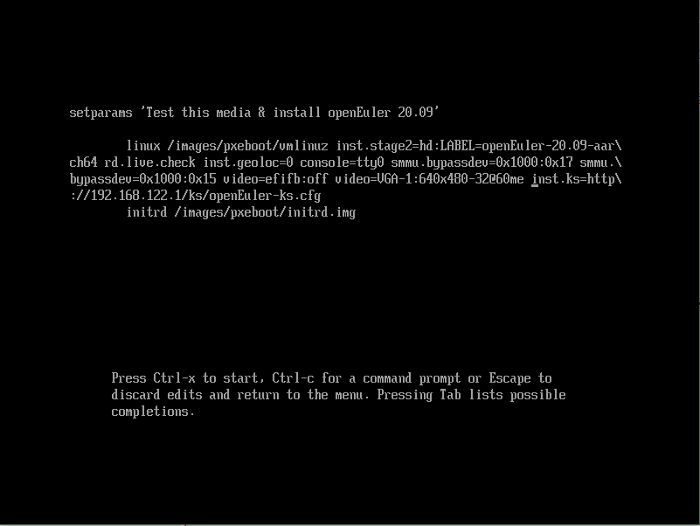 setparams 'Test this media & install openEuler 20.09'
linux /images/pxeboot/vmlinuz inst.stage2=hd:LABEL=openEuler-20.09-aar\
ch64 rd.live.check inst.geoloc=0 console=tty0 smmu.bypassdev=0x1000:0x17 smmu.\
bypassdev=0x1000:0x15 video=efifb:off video=VGA-1:640x480-32@60me inst.ks=http\
://192.168.122.1/ks/openEuler-ks.cfg
initrd /images/pxeboot/initrd.img
Press Ctrl-x to start, Ctrl-c for a command prompt or Escape to
discard edits and return to the menu. Pressing Tab lists possible
completions.